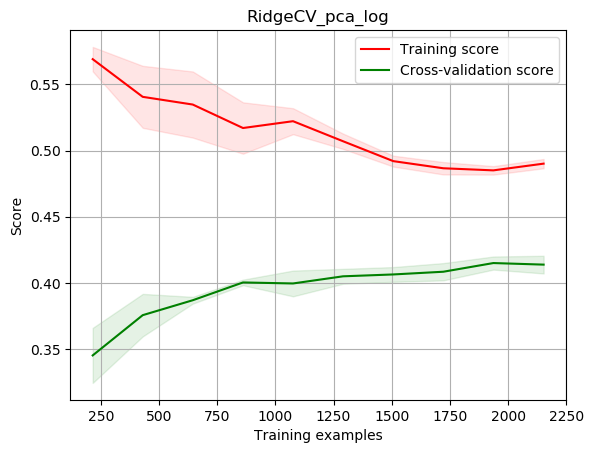 RidgeCV_pca_log
Training score
Cross-validation score
0.55
0.50
0.45
0.40
0.35
Score
250 500 750 1000 1250 1500 1750 2000 2250
Training examples